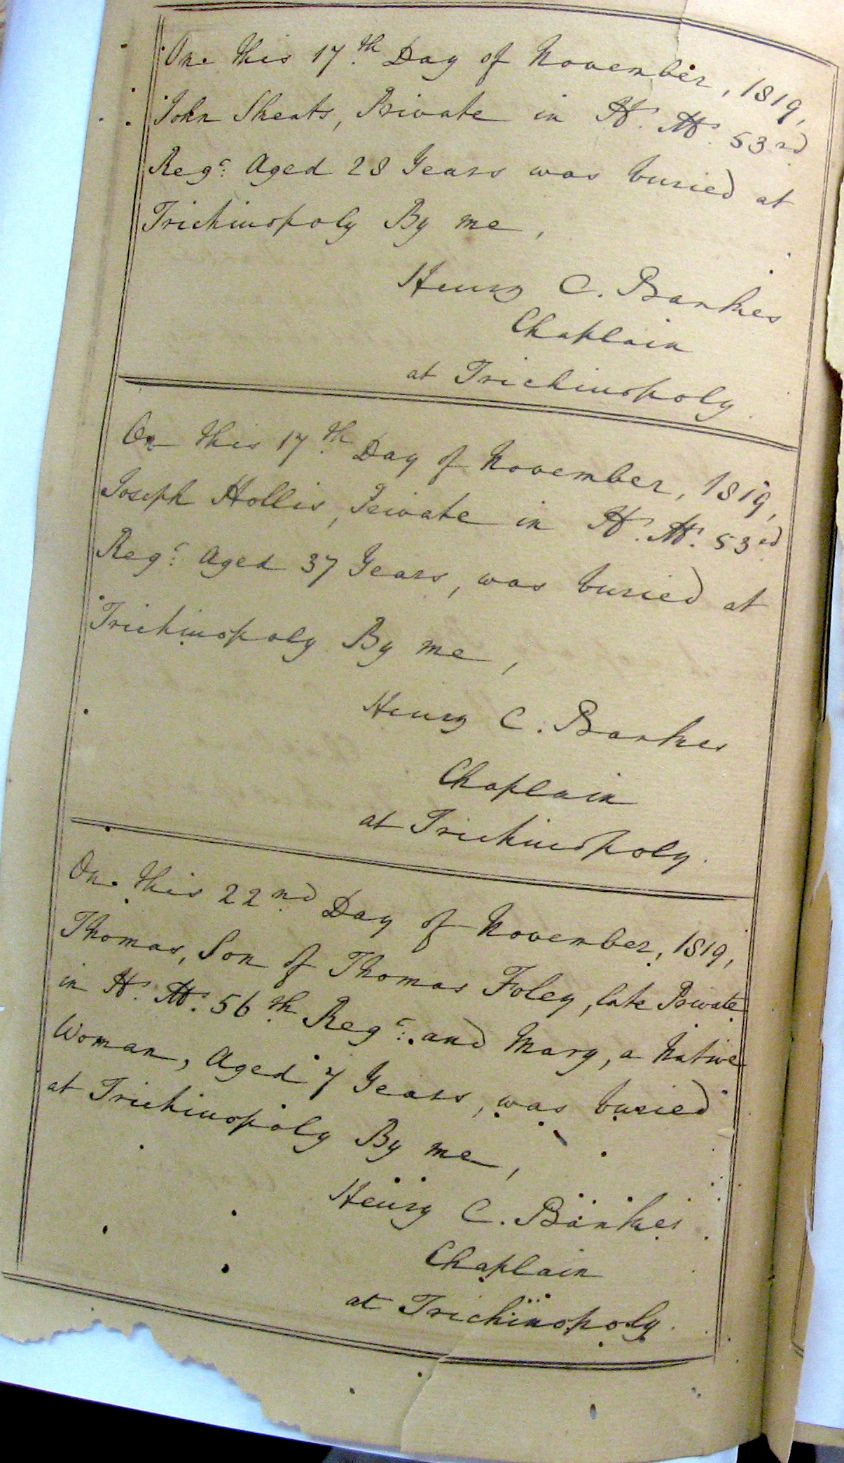 On this 17th Day of November, 1819,
John Sheats, Private in H. M. 53rd
Regt. Aged 28 Years was buried at
Trichinopoly By me,
Henry C. Bankes
Chaplain
at Trichinopoly.
On this 17th Day of November, 1819,
Joseph Hollis, Private in H. M. 53rd
Regt. Aged 37 Years, was buried at
Trichinopoly By me,
Henry C. Bankes
Chaplain
at Trichinopoly.
On this 22nd Day of November, 1819,
Thomas, Son of Thomas Foley, late Private
in H. M. 56th Regt. and Mary, a Native
Woman, Aged 7 Years, was buried
at Trichinopoly By me,
Henry C. Bankes
Chaplain
at Trichinopoly.